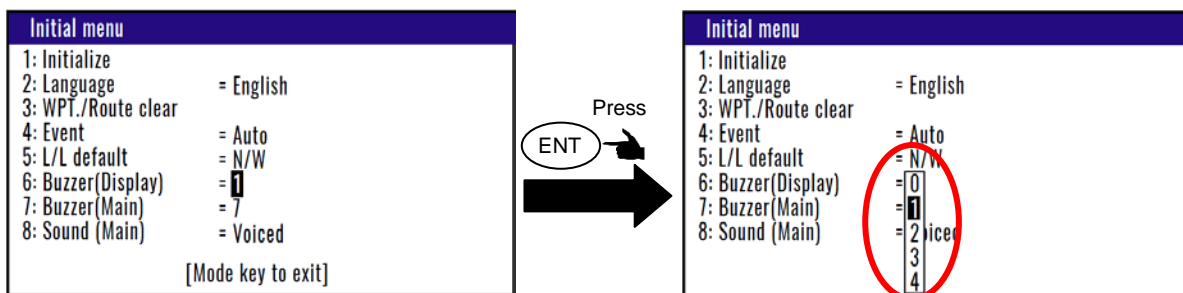 Initial menu
1: Initialize
2: Language = English
3: WPT./Route clear
4: Event = Auto
5: L/L default = N/W
6: Buzzer(Display) = 1
7: Buzzer(Main) = 7
8: Sound (Main) = Voiced
[Mode key to exit]
Press
ENT
Initial menu
1: Initialize
2: Language = English
3: WPT./Route clear
4: Event = Auto
5: L/L default = N/W
6: Buzzer(Display) = 0
7: Buzzer(Main) = 1
8: Sound (Main) = 2 iced
3
4